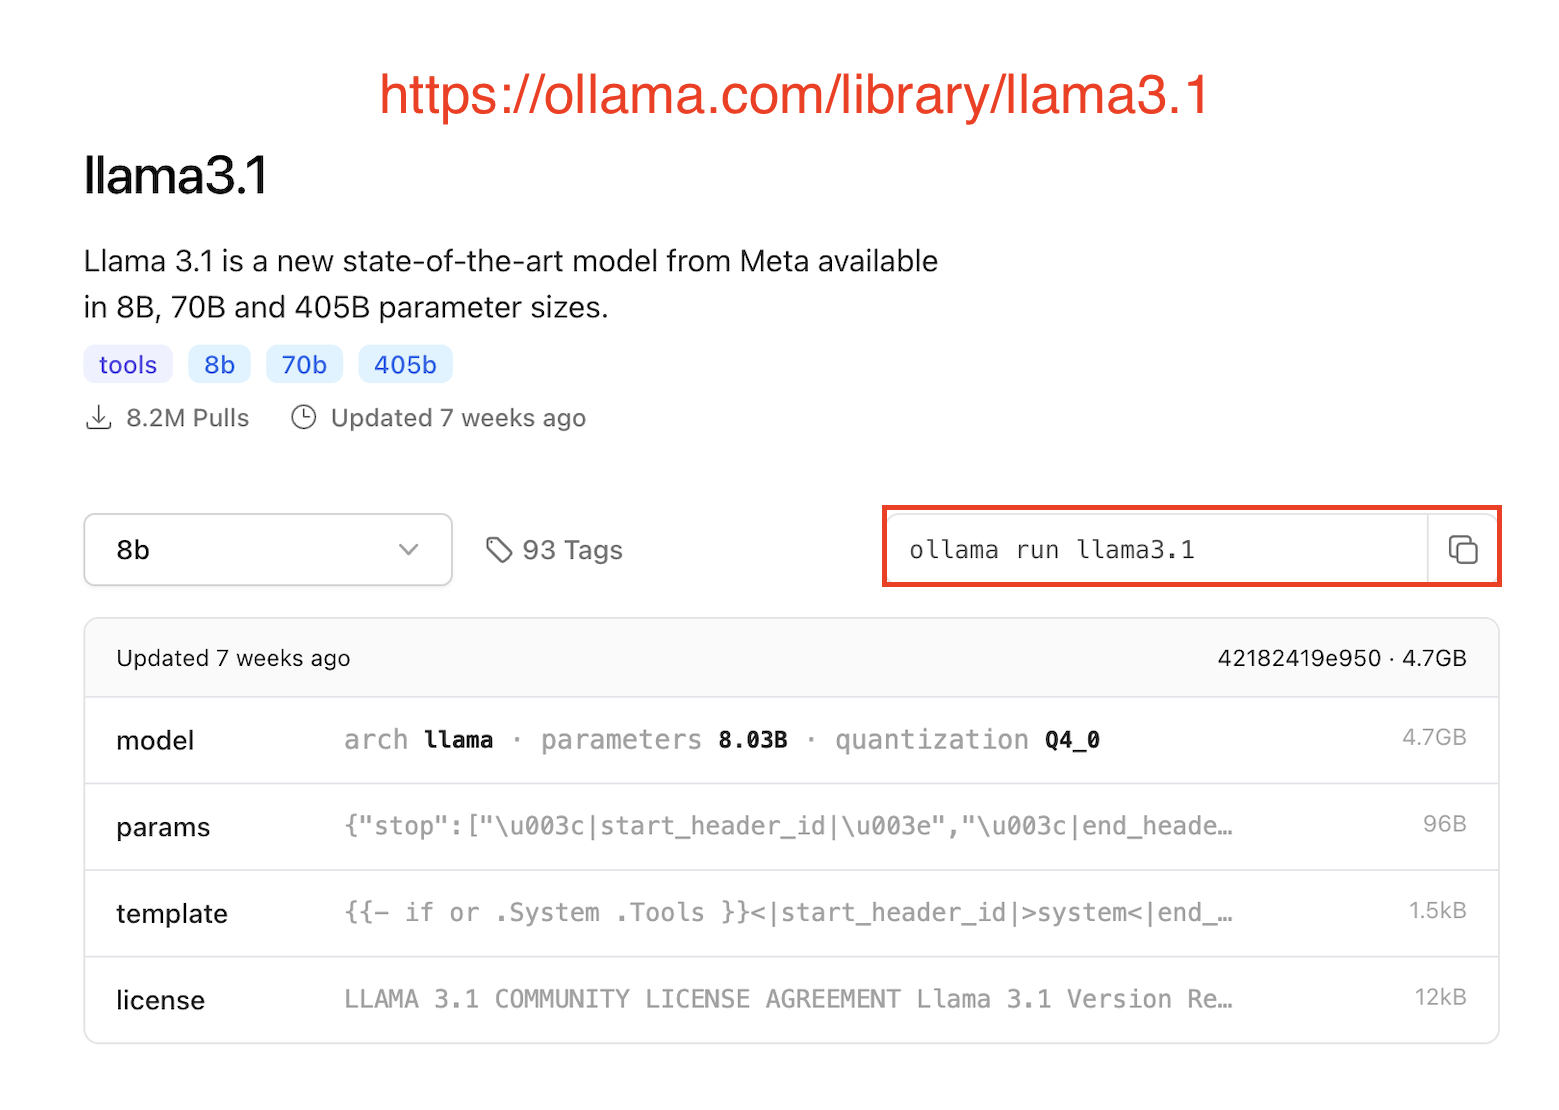 https://ollama.com/library/llama3.1
llama3.1
Llama 3.1 is a new state-of-the-art model from Meta available
in 8B, 70B and 405B parameter sizes.
tools 8b 70b 405b
8.2M Pulls Updated 7 weeks ago
8b 93 Tags ollama run llama3.1
Updated 7 weeks ago 42182419e950 · 4.7GB
model arch llama · parameters 8.03B · quantization Q4_0 4.7GB
params {"stop":["\u003c|start_header_id|\u003e","\u003c|end_heade… 96B
template {{- if or .System .Tools }}<|start_header_id|>system<|end_… 1.5kB
license LLAMA 3.1 COMMUNITY LICENSE AGREEMENT Llama 3.1 Version Re… 12kB